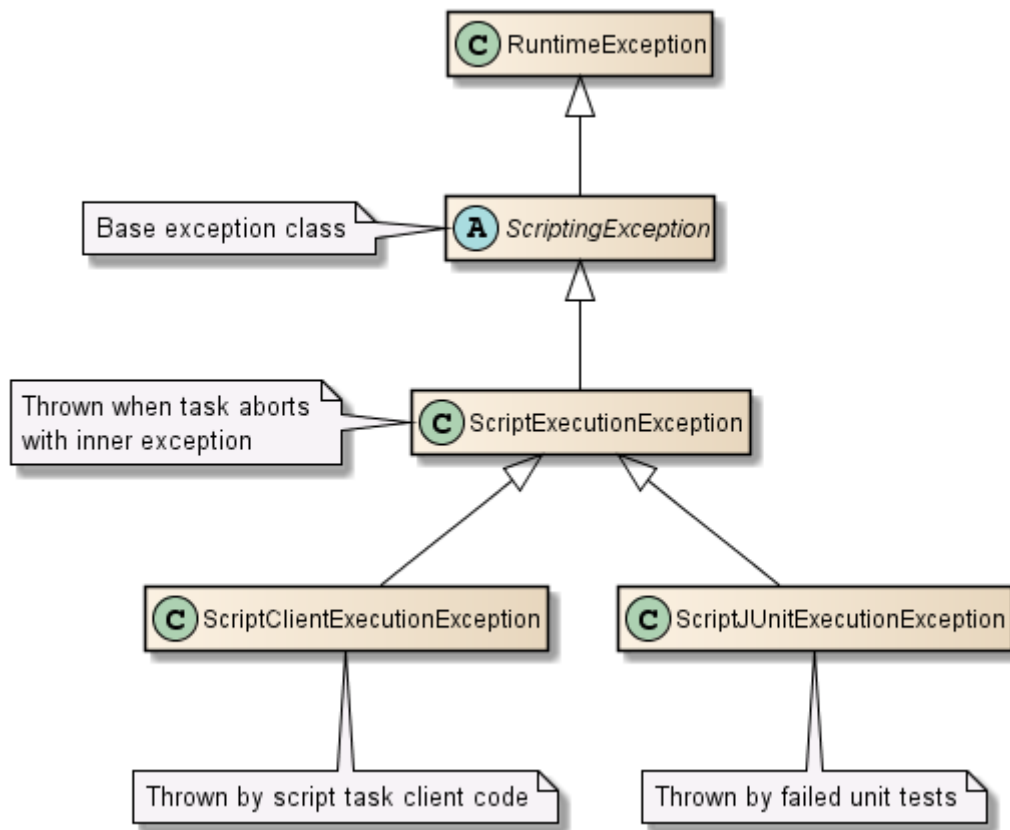 C RuntimeException
Base exception class
A ScriptingException
Thrown when task aborts
with inner exception
C ScriptExecutionException
C ScriptClientExecutionException
C ScriptJUnitExecutionException
Thrown by script task client code
Thrown by failed unit tests